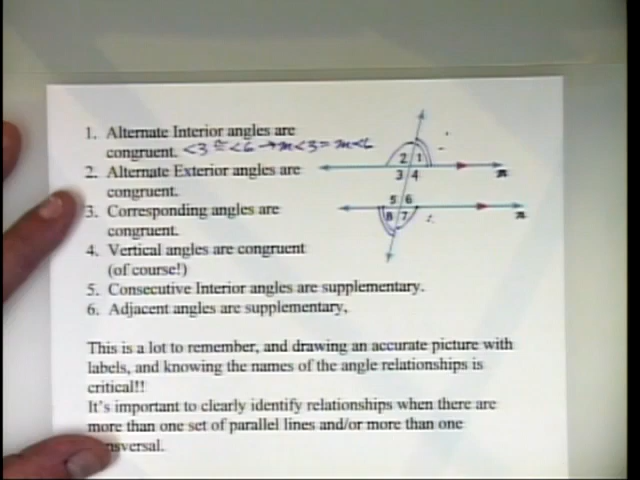 1. Alternate Interior angles are
congruent. <3 ≅ <6 → m<3 = m<6
2. Alternate Exterior angles are
congruent.
3. Corresponding angles are
congruent.
4. Vertical angles are congruent
(of course!)
5. Consecutive Interior angles are supplementary.
6. Adjacent angles are supplementary.
This is a lot to remember, and drawing an accurate picture with
labels, and knowing the names of the angle relationships is
critical!!
It's important to clearly identify relationships when there are
more than one set of parallel lines and/or more than one
nsversal.
2 1
3 4
m
5 6
8 7
n